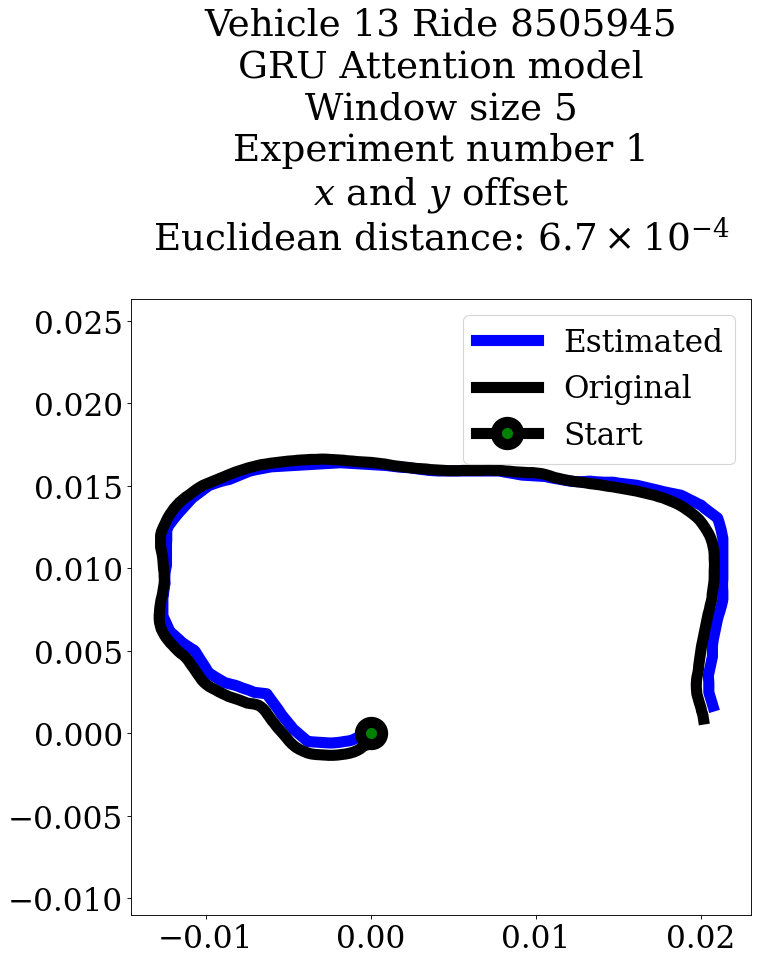 Vehicle 13 Ride 8505945
GRU Attention model
Window size 5
Experiment number 1
x and y offset
Euclidean distance: 6.7 × 10⁻⁴
Estimated
Original
Start
0.025
0.020
0.015
0.010
0.005
0.000
−0.005
−0.010
−0.01 0.00 0.01 0.02